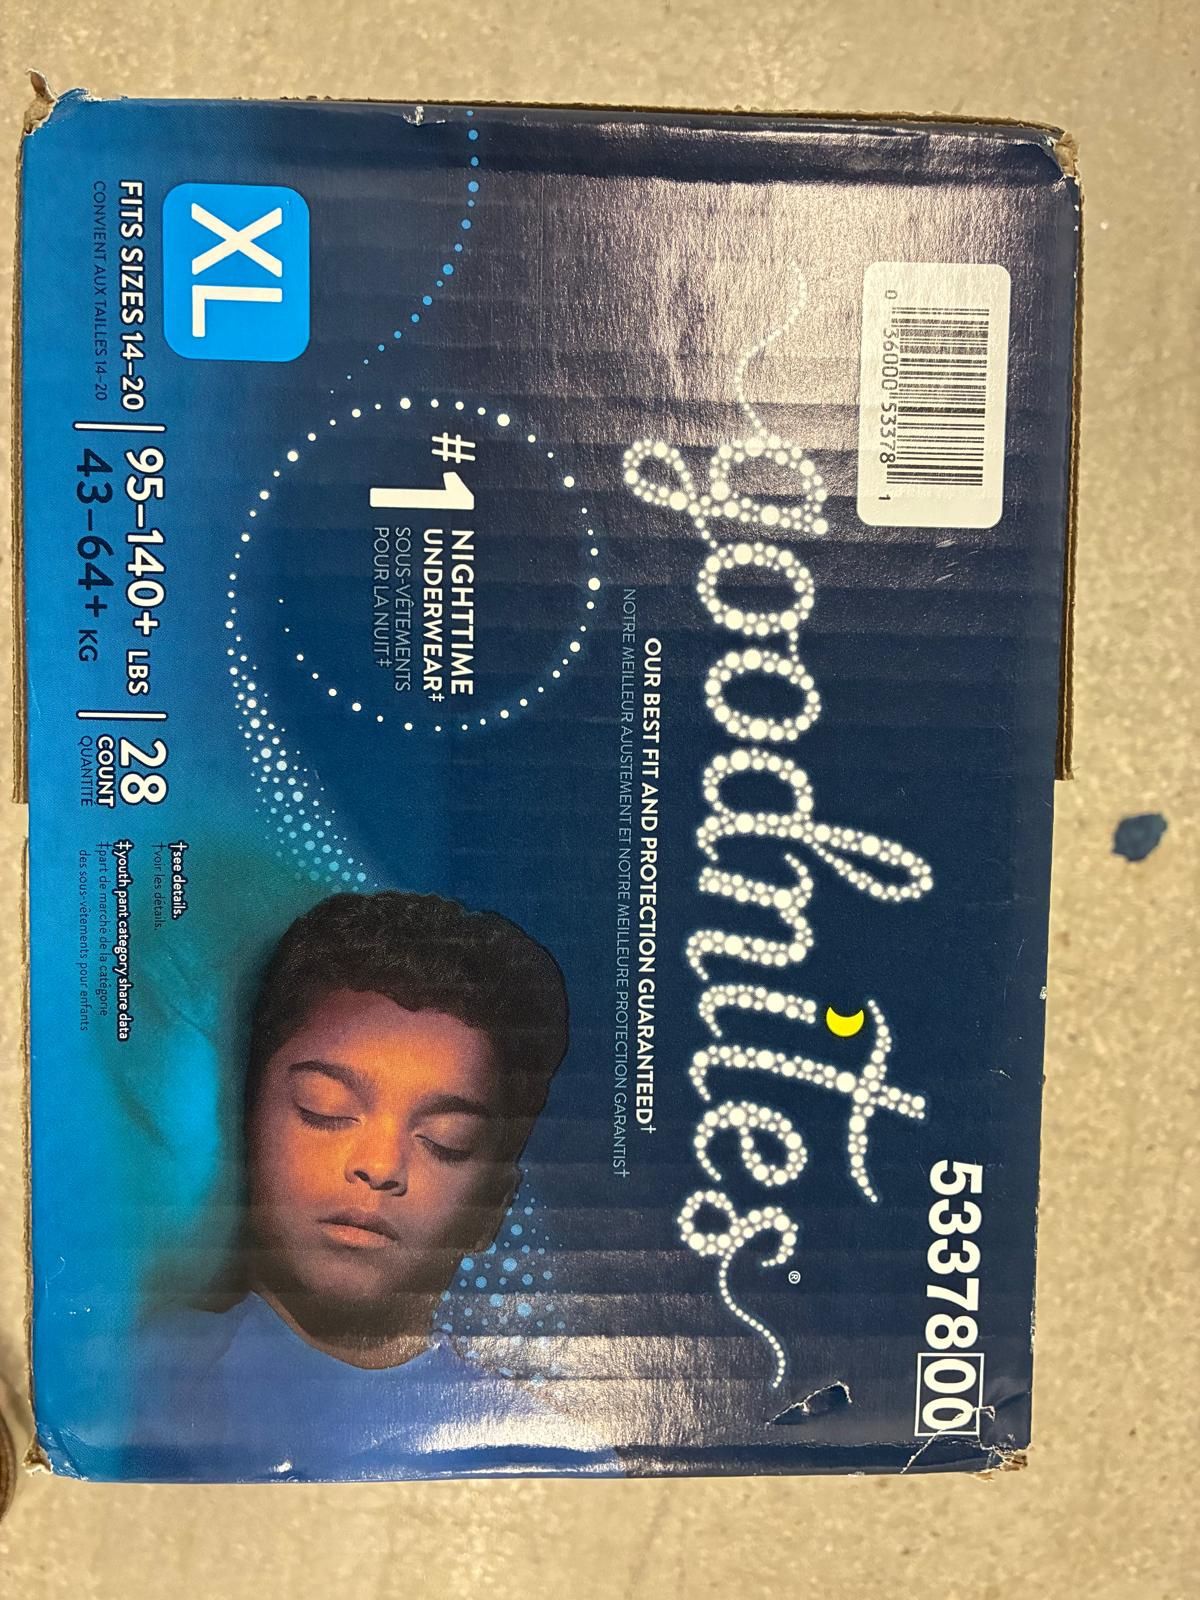 0 36000 53378 1
5337800
goodnites®
OUR BEST FIT AND PROTECTION GUARANTEED†
NOTRE MEILLEUR AJUSTEMENT ET NOTRE MEILLEURE PROTECTION GARANTIS†
#1 NIGHTTIME
UNDERWEAR‡
SOUS-VÊTEMENTS
POUR LA NUIT‡
XL
FITS SIZES 14–20
CONVIENT AUX TAILLES 14–20
95–140+ LBS
43–64+ KG
28
COUNT
QUANTITÉ
†see details.
†voir les détails.
‡youth pant category share data
‡part de marché de la catégorie
des sous-vêtements pour enfants